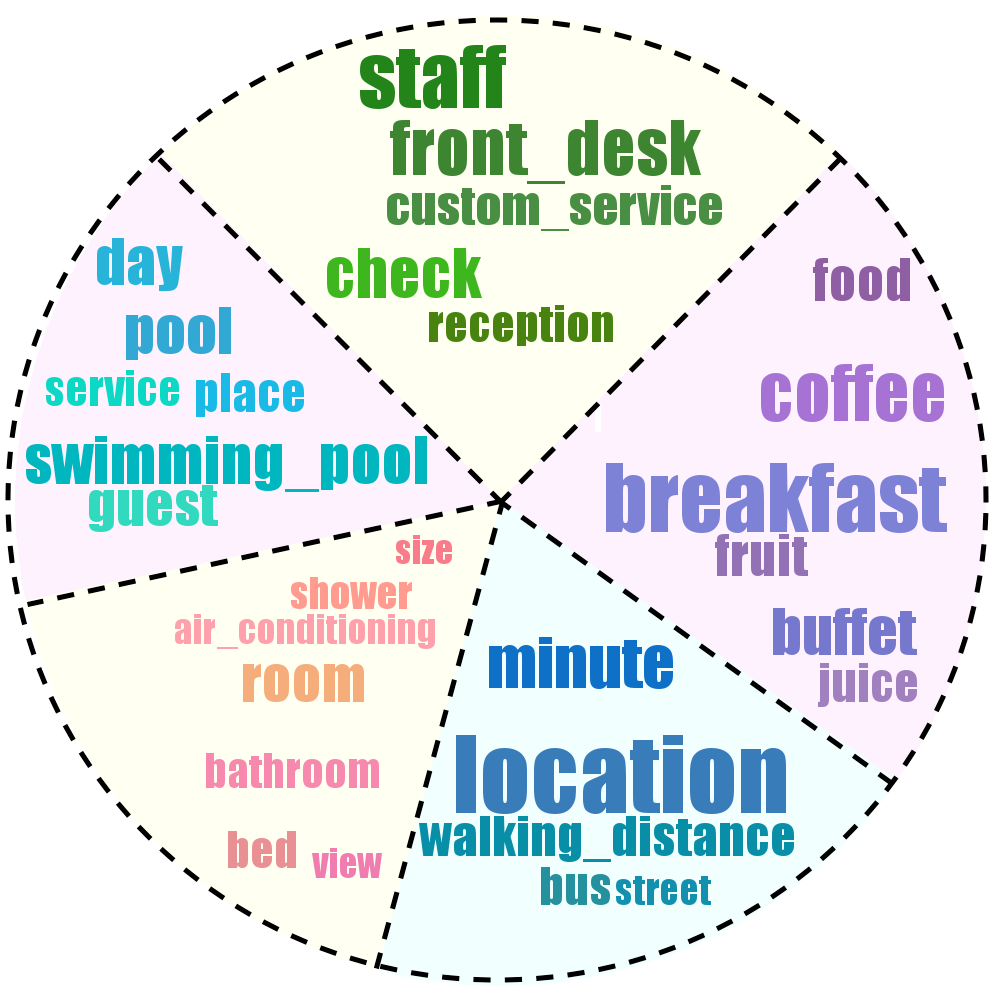 staff
front_desk
custom_service
check
reception
day
pool
service place
swimming_pool
guest
food
coffee
breakfast
fruit
buffet
juice
size
shower
air_conditioning
room
bathroom
bed
view
minute
location
walking_distance
bus street